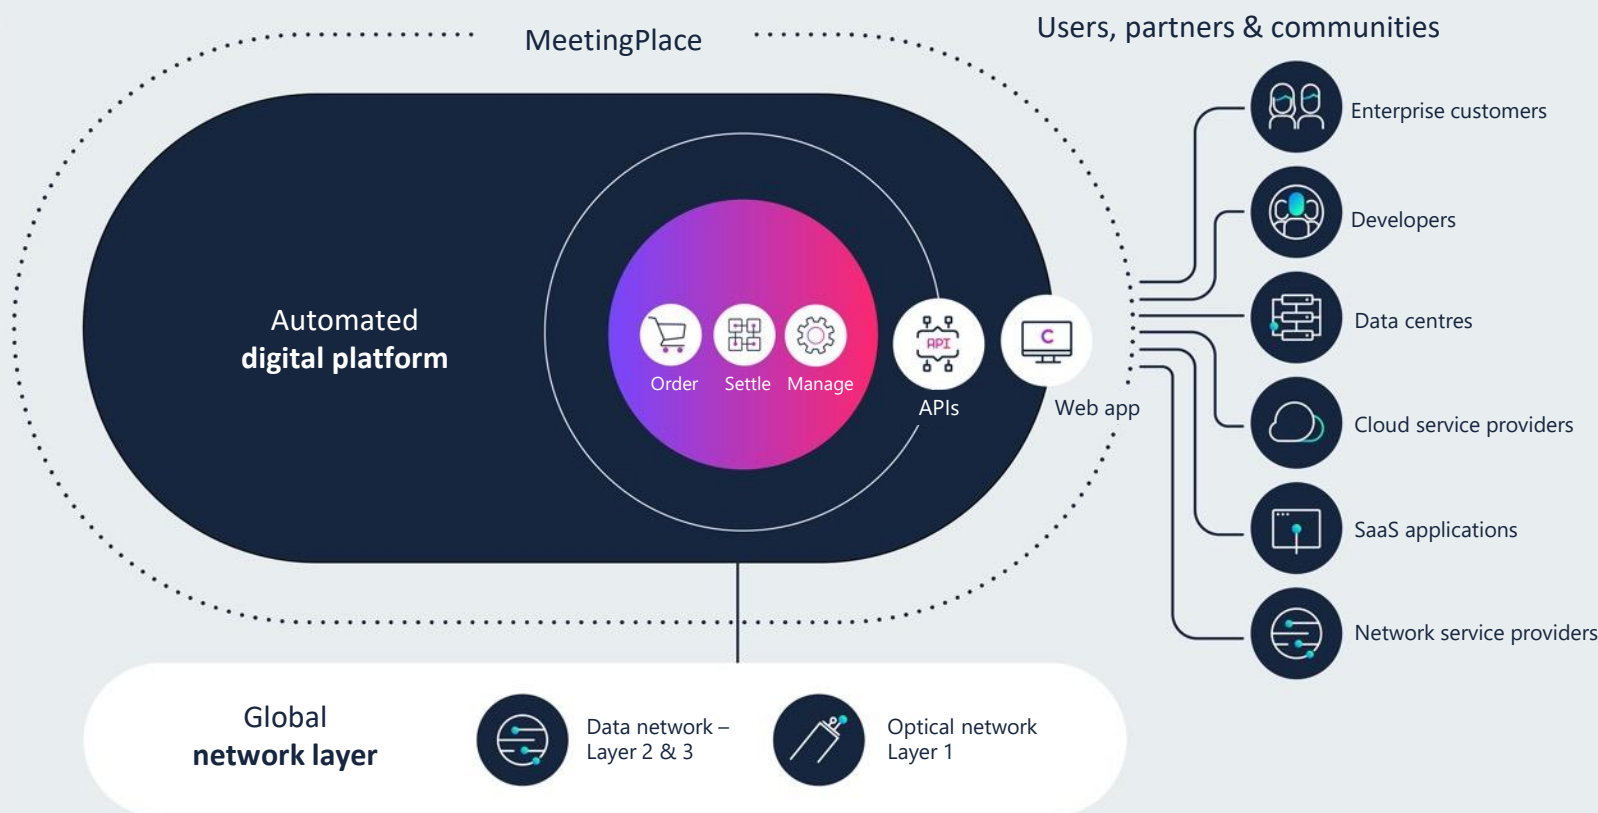 MeetingPlace
Users, partners & communities
Enterprise customers
Developers
Data centres
Cloud service providers
SaaS applications
Network service providers
Automated
digital platform
Order
Settle
Manage
API
APIs
C
Web app
Global
network layer
Data network –
Layer 2 & 3
Optical network
Layer 1